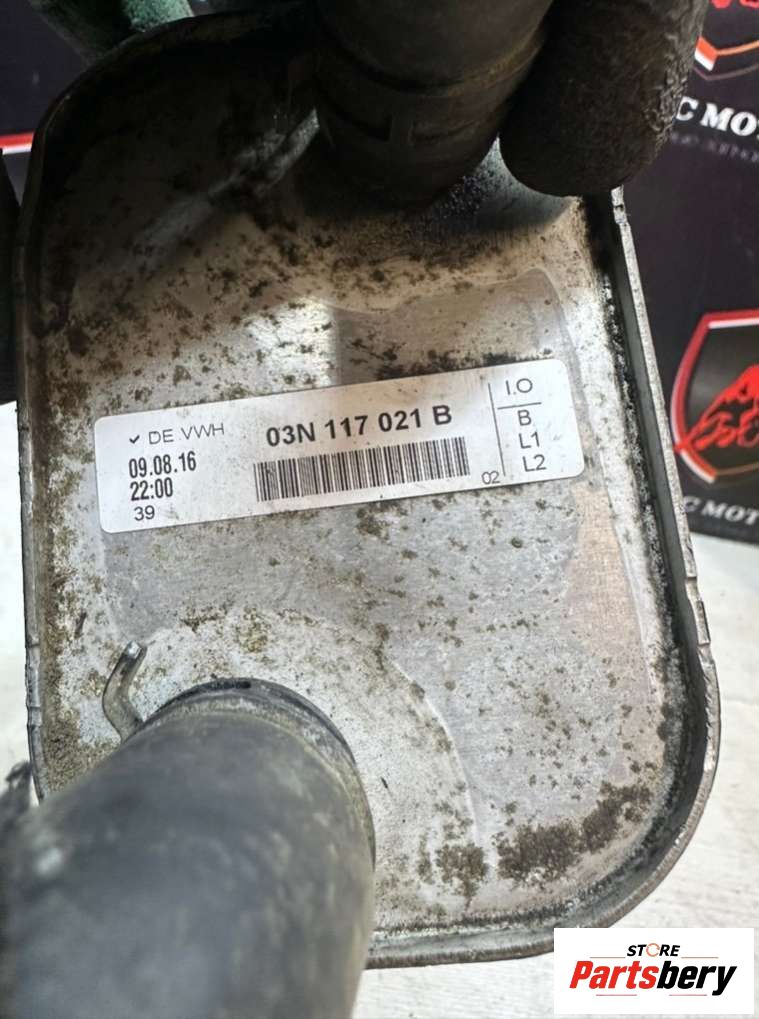 C MOT
✓ DE VWH
03N 117 021 B
I.O
09.08.16
B
22:00
L1
39
02
L2
C MOT
STORE
Partsbery